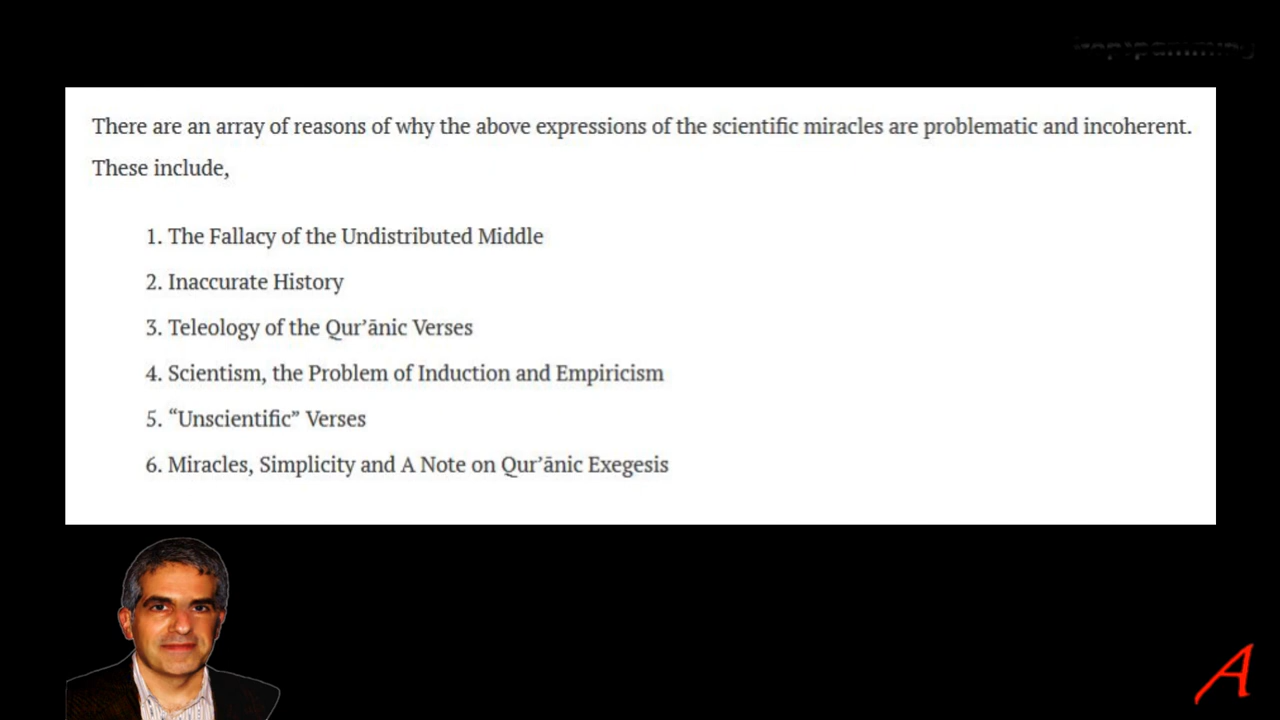 There are an array of reasons of why the above expressions of the scientific miracles are problematic and incoherent.
These include,
1. The Fallacy of the Undistributed Middle
2. Inaccurate History
3. Teleology of the Qur’ānic Verses
4. Scientism, the Problem of Induction and Empiricism
5. “Unscientific” Verses
6. Miracles, Simplicity and A Note on Qur’ānic Exegesis
A